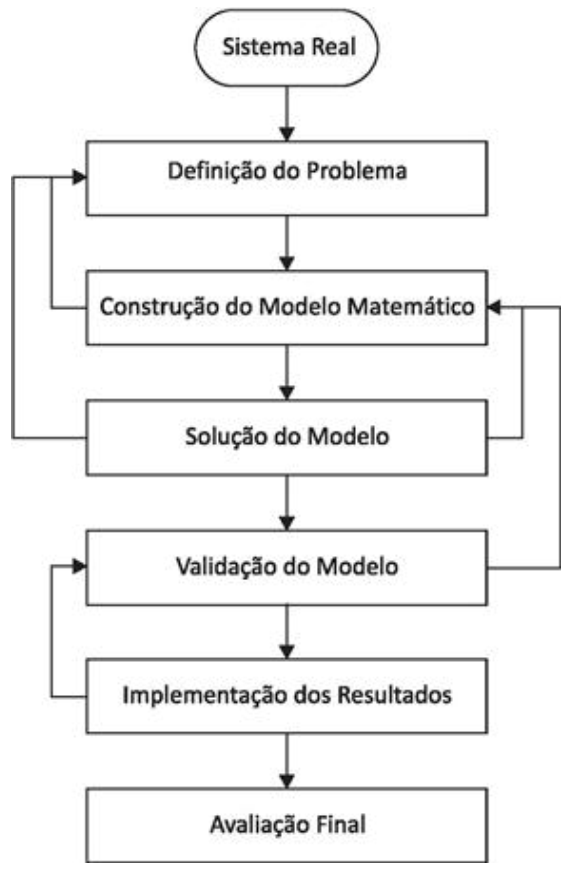 Sistema Real
Definição do Problema
Construção do Modelo Matemático
Solução do Modelo
Validação do Modelo
Implementação dos Resultados
Avaliação Final